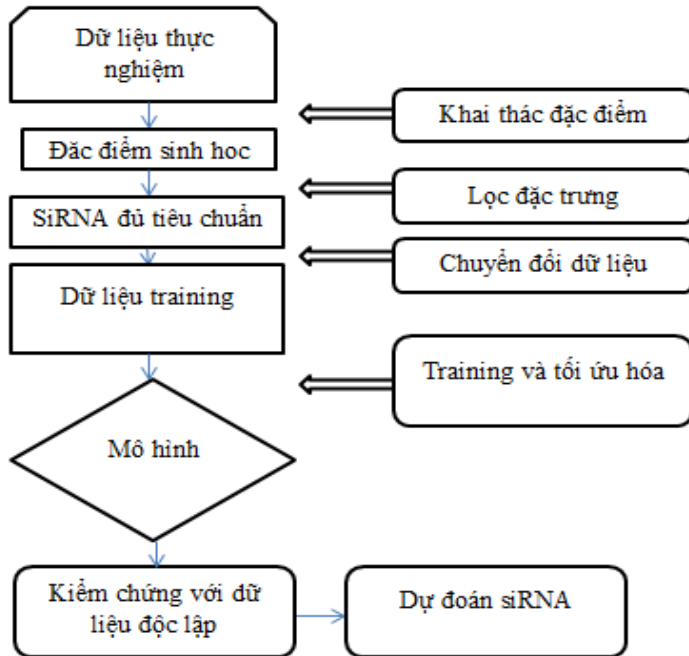 Dữ liệu thực
nghiệm
Khai thác đặc điểm
Đăc điểm sinh hoc
Lọc đặc trưng
SiRNA đủ tiêu chuẩn
Chuyển đổi dữ liệu
Dữ liệu training
Training và tối ứu hóa
Mô hình
Kiểm chứng với dữ
liệu độc lập
Dự đoán siRNA